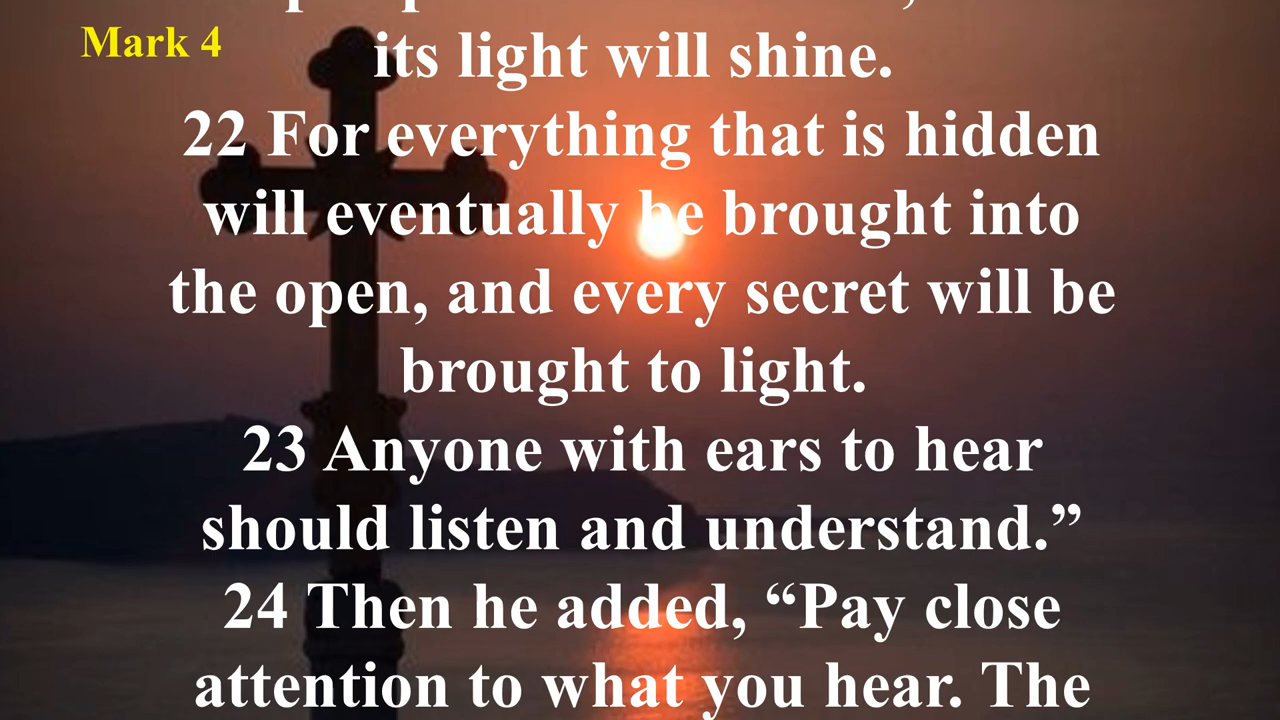 Mark 4
its light will shine.
22 For everything that is hidden
will eventually be brought into
the open, and every secret will be
brought to light.
23 Anyone with ears to hear
should listen and understand.”
24 Then he added, “Pay close
attention to what you hear. The